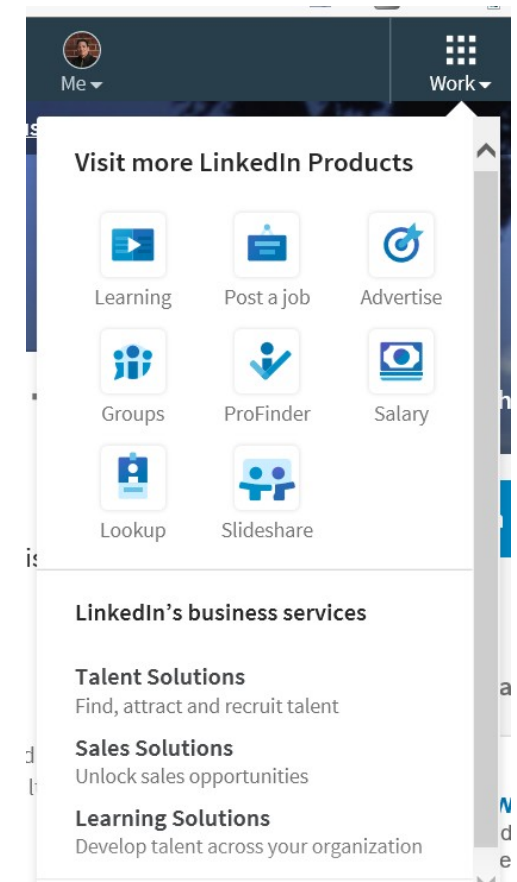 Me
Work
Visit more LinkedIn Products
Learning
Post a job
Advertise
Groups
ProFinder
Salary
Lookup
Slideshare
LinkedIn's business services
Talent Solutions
Find, attract and recruit talent
Sales Solutions
Unlock sales opportunities
Learning Solutions
Develop talent across your organization